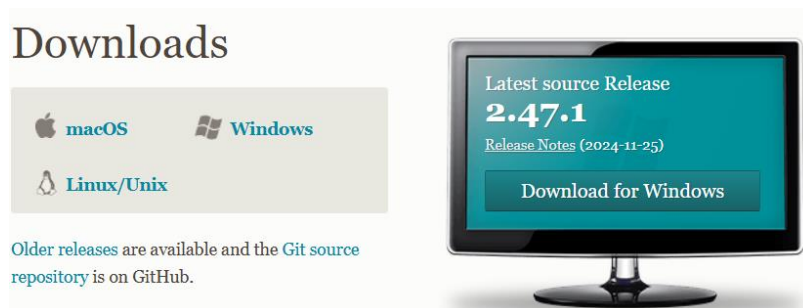 Downloads
macOS
Windows
Linux/Unix
Older releases are available and the Git source
repository is on GitHub.
Latest source Release
2.47.1
Release Notes (2024-11-25)
Download for Windows